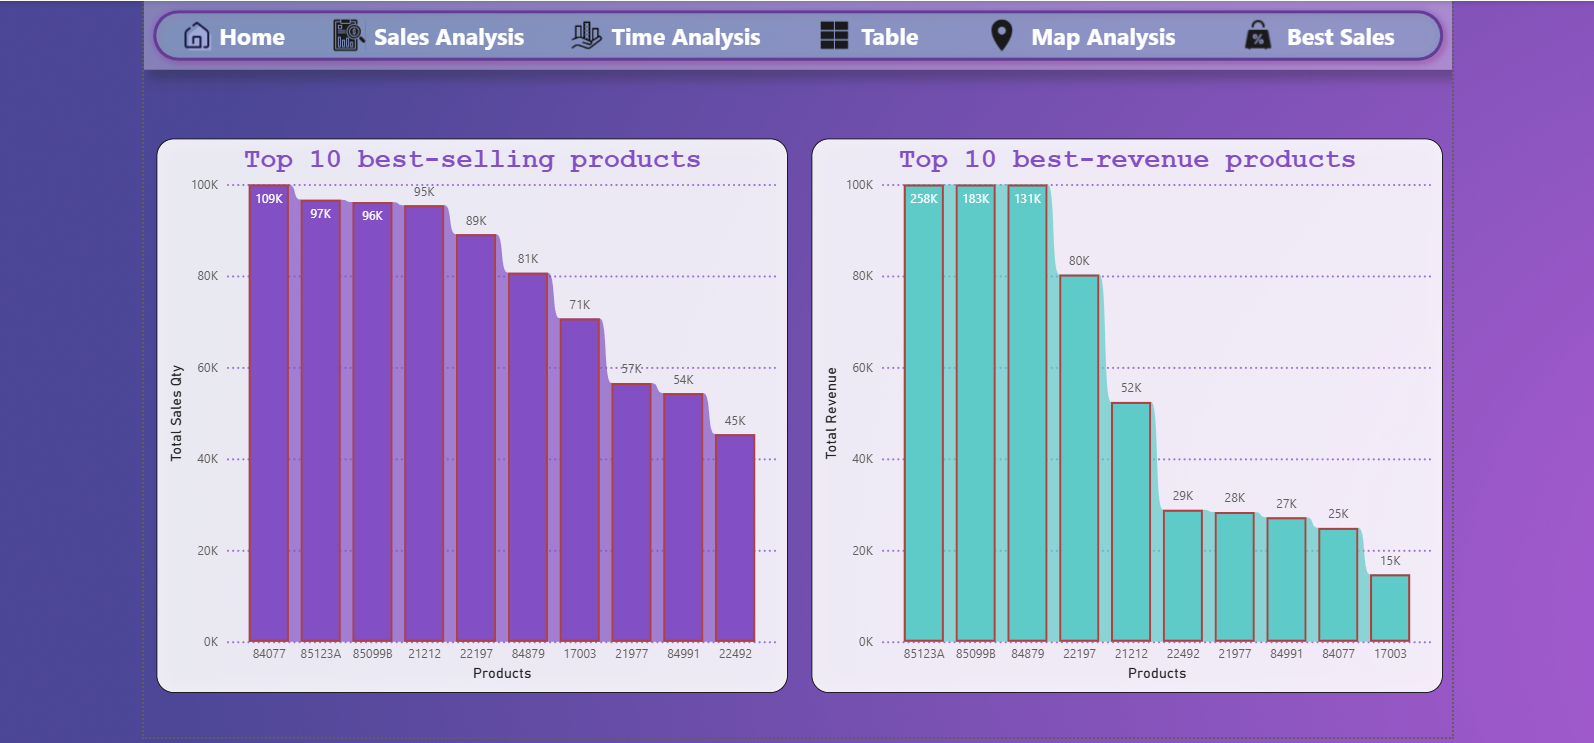 Home Sales Analysis Time Analysis Table Map Analysis Best Sales
Top 10 best-selling products
100K
80K
60K
40K
20K
0K
Total Sales Qty
109K 97K 96K 95K 89K 81K 71K 57K 54K 45K
84077 85123A 85099B 21212 22197 84879 17003 21977 84991 22492
Products
Top 10 best-revenue products
100K
80K
60K
40K
20K
0K
Total Revenue
258K 183K 131K 80K 52K 29K 28K 27K 25K 15K
85123A 85099B 84879 22197 21212 22492 21977 84991 84077 17003
Products